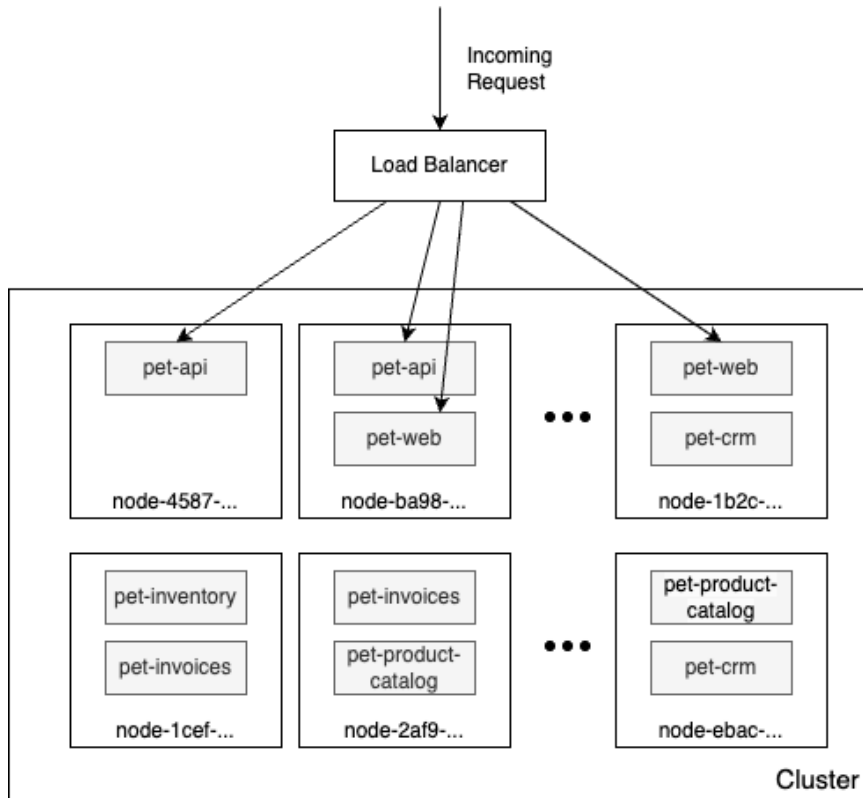 Incoming
Request
Load Balancer
pet-api
node-4587-...
pet-api
pet-web
node-ba98-...
pet-web
pet-crm
node-1b2c-...
pet-inventory
pet-invoices
node-1cef-...
pet-invoices
pet-product-
catalog
node-2af9-...
pet-product-
catalog
pet-crm
node-ebac-...
Cluster